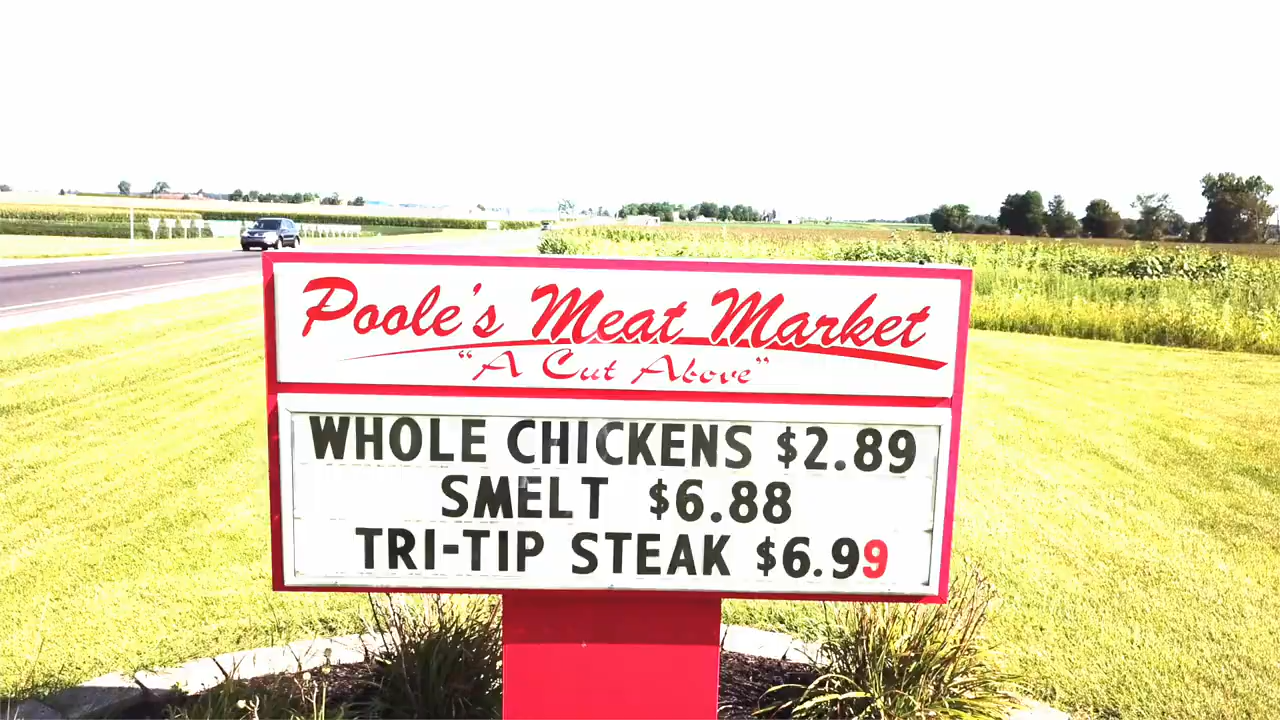 Poole's Meat Market
"A Cut Above"
WHOLE CHICKENS $2.89
SMELT $6.88
TRI-TIP STEAK $6.99